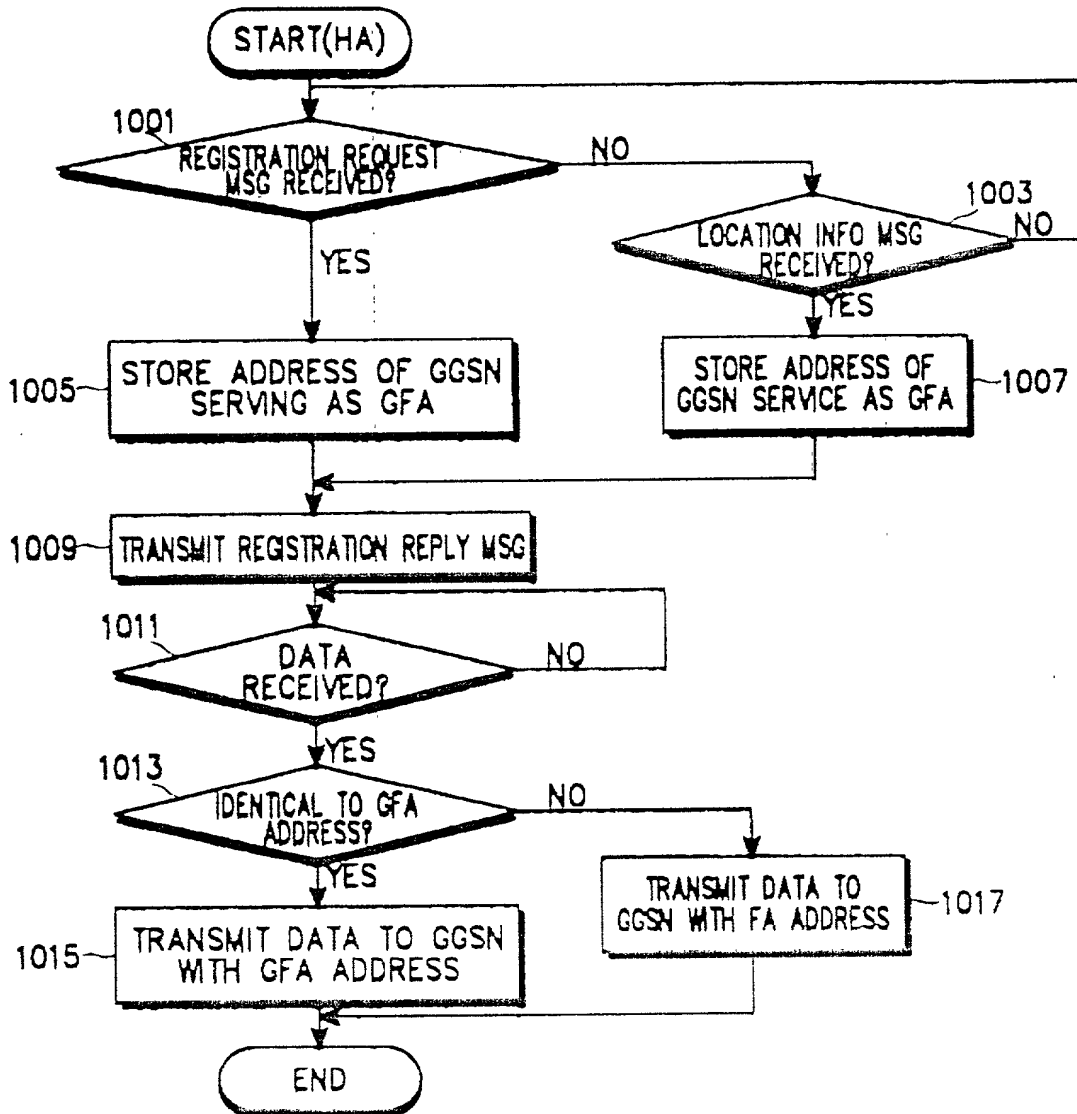 START(HA)
1001
REGISTRATION REQUEST
MSG RECEIVED?
NO
1003
LOCATION INFO MSG
RECEIVED?
NO
YES
YES
1005
STORE ADDRESS OF GGSN
SERVING AS GFA
STORE ADDRESS OF
GGSN SERVICE AS GFA
1007
1009
TRANSMIT REGISTRATION REPLY MSG
1011
DATA
RECEIVED?
NO
YES
1013
IDENTICAL TO GFA
ADDRESS?
NO
YES
TRANSMIT DATA TO
GGSN WITH FA ADDRESS
1017
1015
TRANSMIT DATA TO GGSN
WITH GFA ADDRESS
END